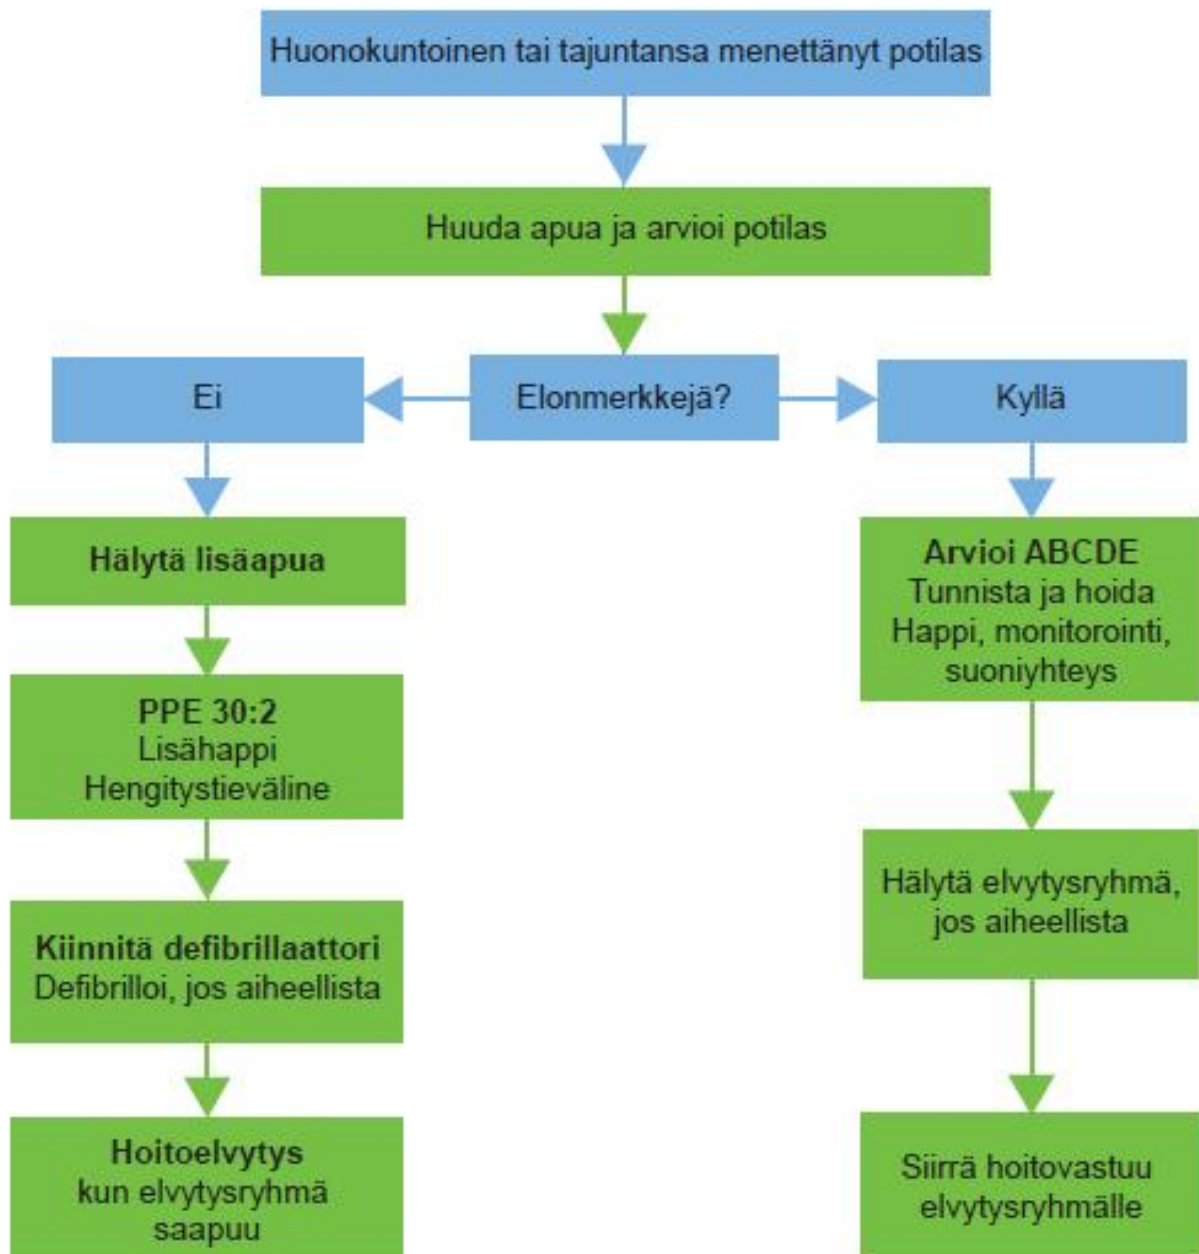 Huonokuntoinen tai tajuntansa menettänyt potilas
Huuda apua ja arvioi potilas
Ei
Elonmerkkejä?
Kyllä
Hälytä lisäapua
PPE 30:2
Lisähappi
Hengitystieväline
Kiinnitä defibrillaattori
Defibrilloi, jos aiheellista
Hoitoelvytys
kun elvytysryhmä
saapuu
Arvioi ABCDE
Tunnista ja hoida
Happi, monitorointi,
suoniyhteys
Hälytä elvytysryhmä,
jos aiheellista
Siirrä hoitovastuu
elvytysryhmälle